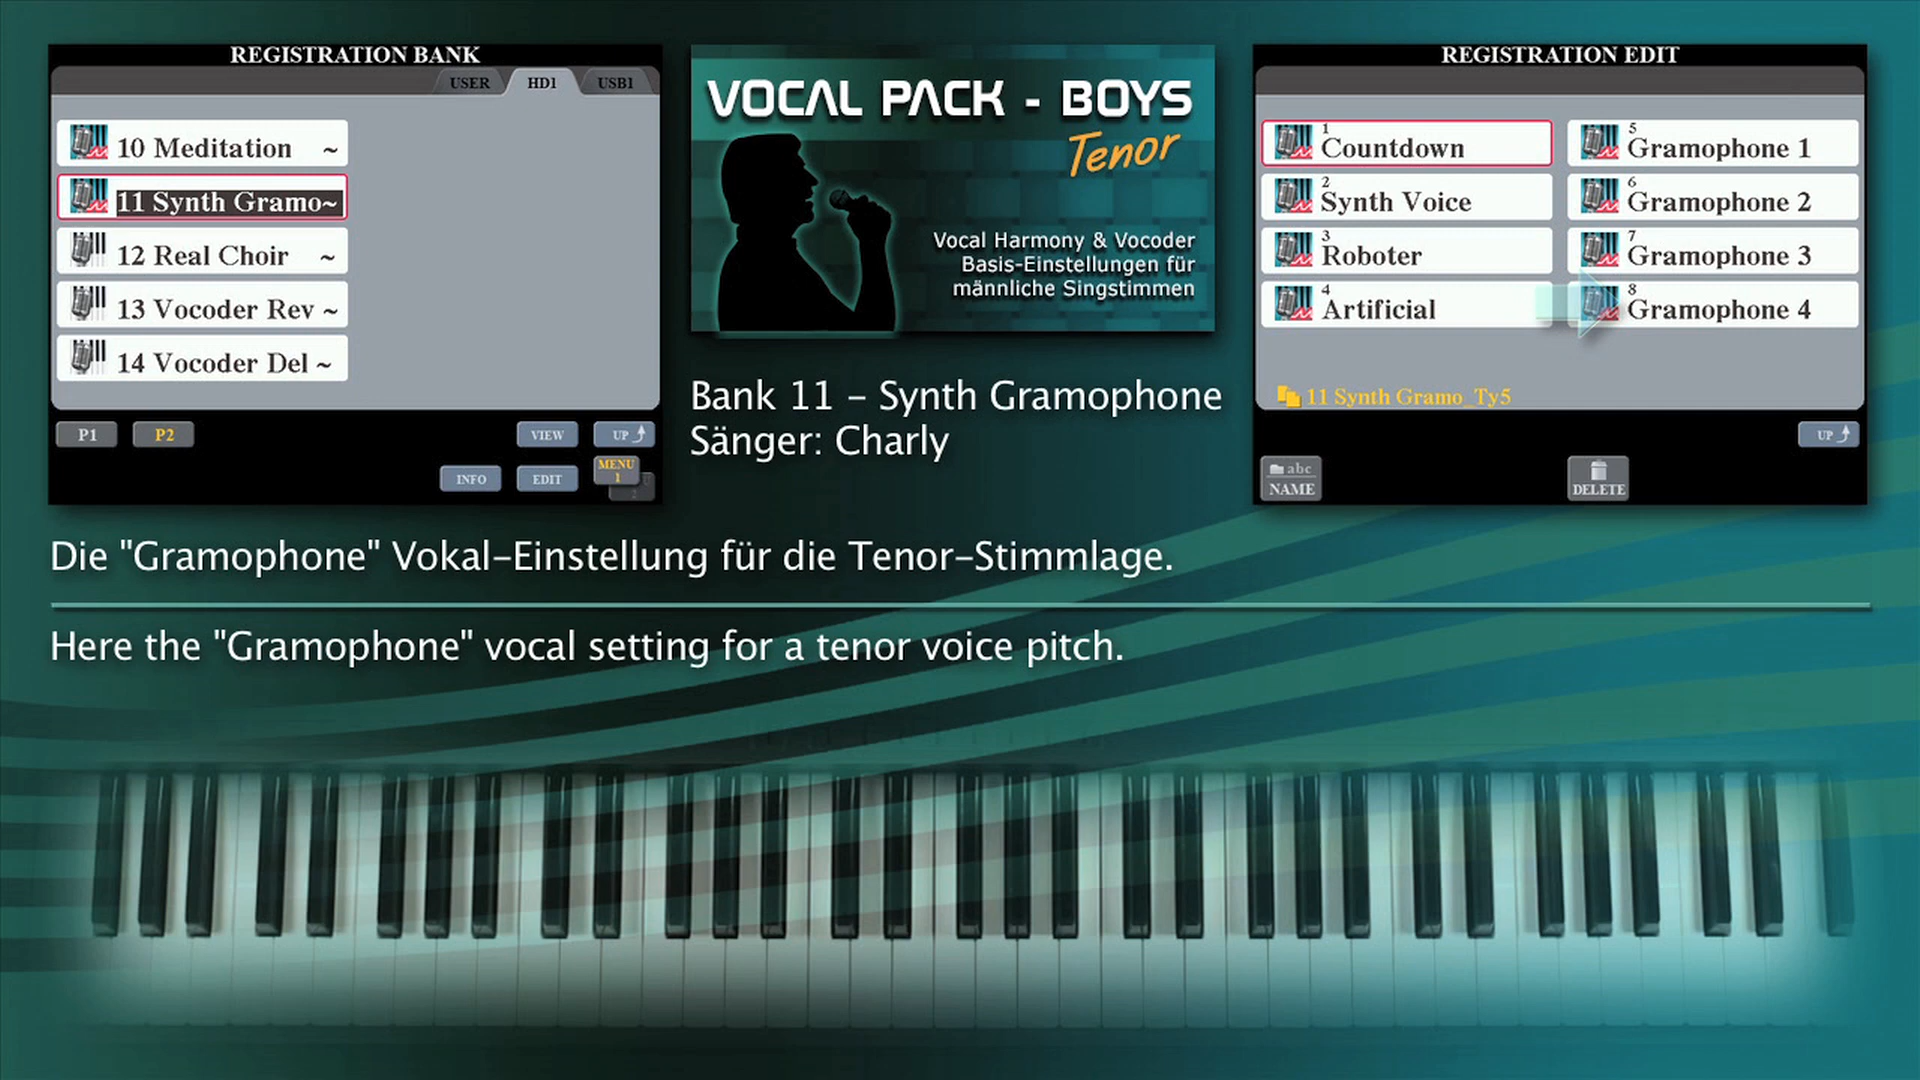 REGISTRATION BANK
USER
HD1
USB1
10 Meditation ~
11 Synth Gramo~
12 Real Choir ~
13 Vocoder Rev ~
14 Vocoder Del ~
P1
P2
VIEW
UP
INFO
EDIT
MENU
1
2
VOCAL PACK - BOYS
Tenor
Vocal Harmony & Vocoder
Basis-Einstellungen für
männliche Singstimmen
Bank 11 - Synth Gramophone
Sänger: Charly
REGISTRATION EDIT
1
Countdown
2
Synth Voice
3
Roboter
4
Artificial
5
Gramophone 1
6
Gramophone 2
7
Gramophone 3
8
Gramophone 4
11 Synth Gramo_Ty5
UP
abc
NAME
DELETE
Die "Gramophone" Vokal-Einstellung für die Tenor-Stimmlage.
Here the "Gramophone" vocal setting for a tenor voice pitch.